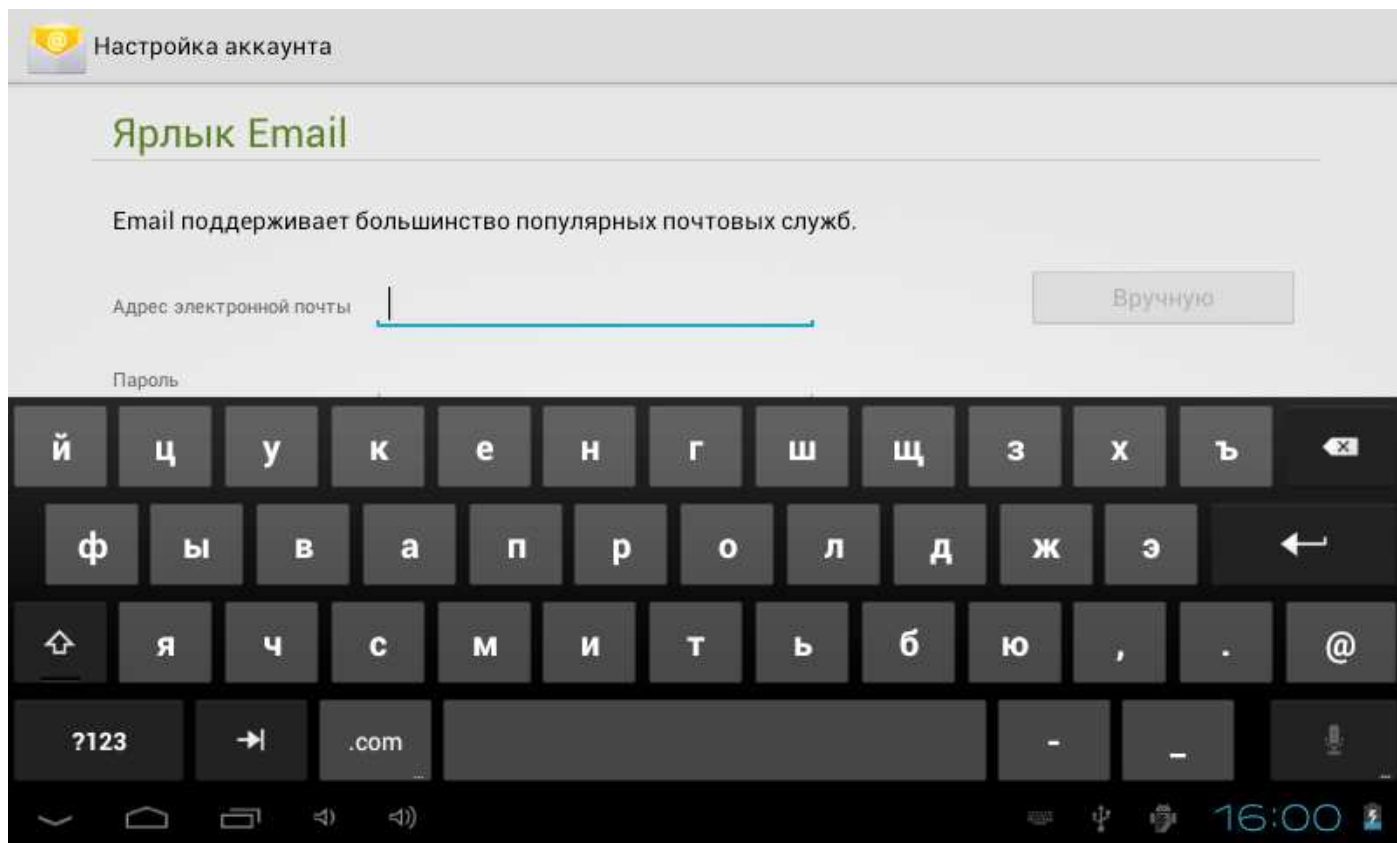 Настройка аккаунта
Ярлык Email
Email поддерживает большинство популярных почтовых служб.
Адрес электронной почты
Вручную
Пароль
й ц у к е н г ш щ з х ъ
ф ы в а п р о л д ж э
я ч с м и т ь б ю , . @
?123 .com ... - _ ...
16:00